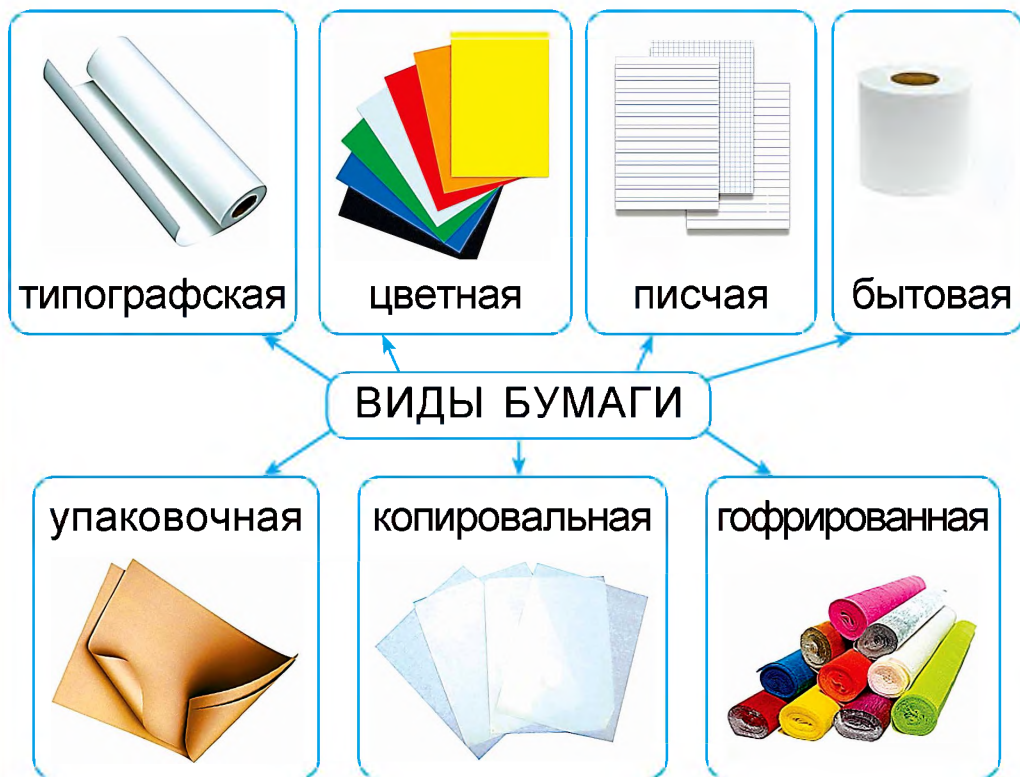 типографская
цветная
писчая
бытовая
ВИДЫ БУМАГИ
упаковочная
копировальная
гофрированная